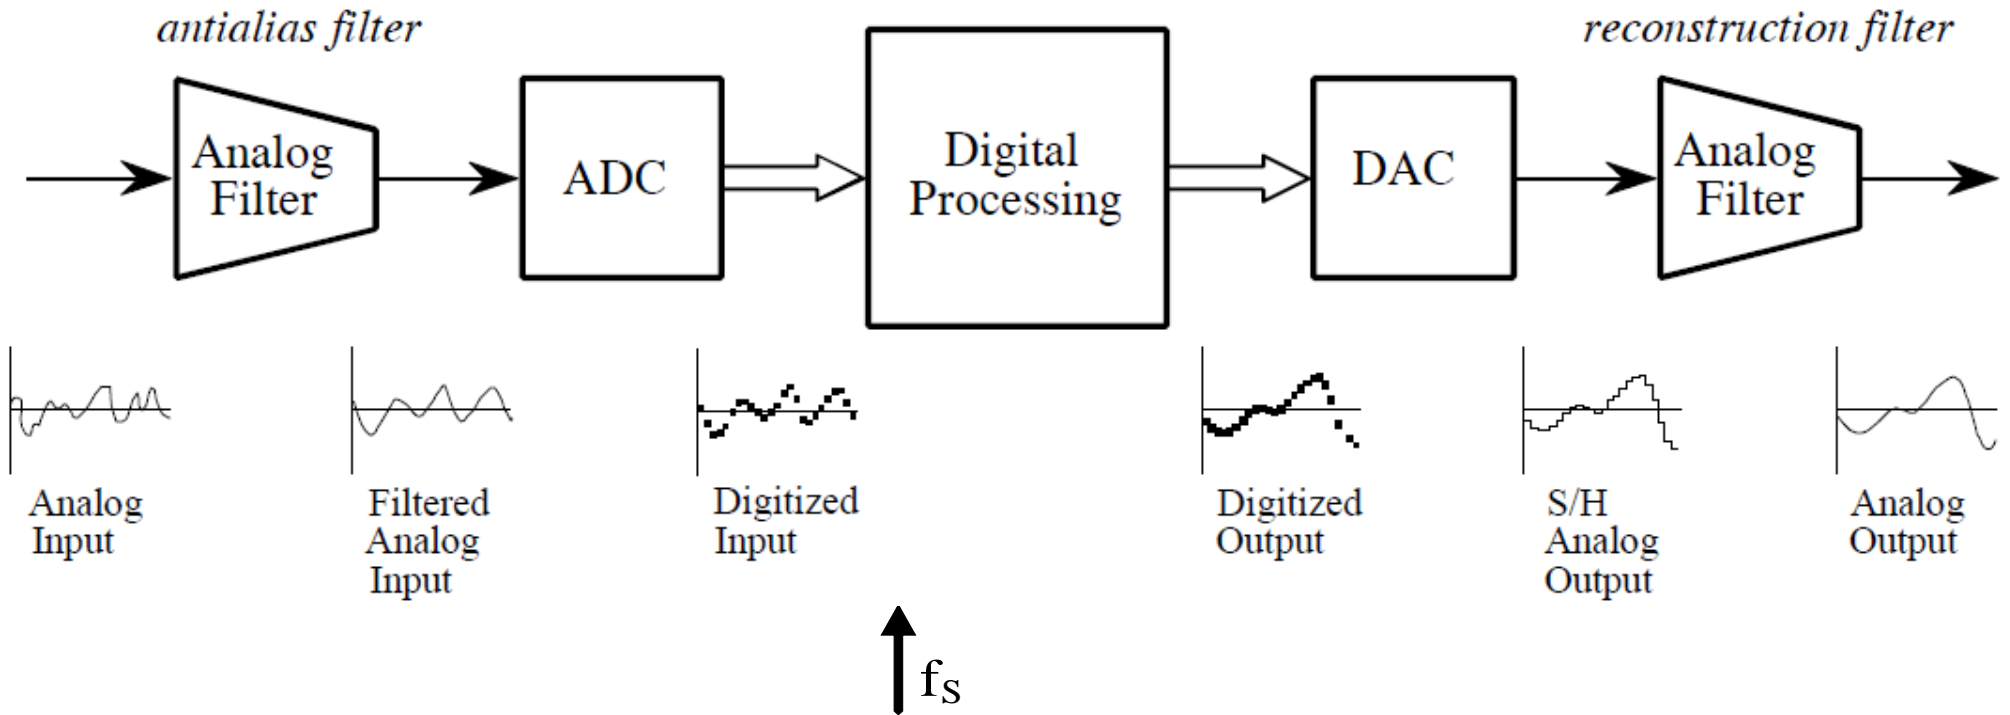 antialias filter
reconstruction filter
Analog
Filter
ADC
Digital
Processing
DAC
Analog
Filter
Analog
Input
Filtered
Analog
Input
Digitized
Input
Digitized
Output
S/H
Analog
Output
Analog
Output
fs